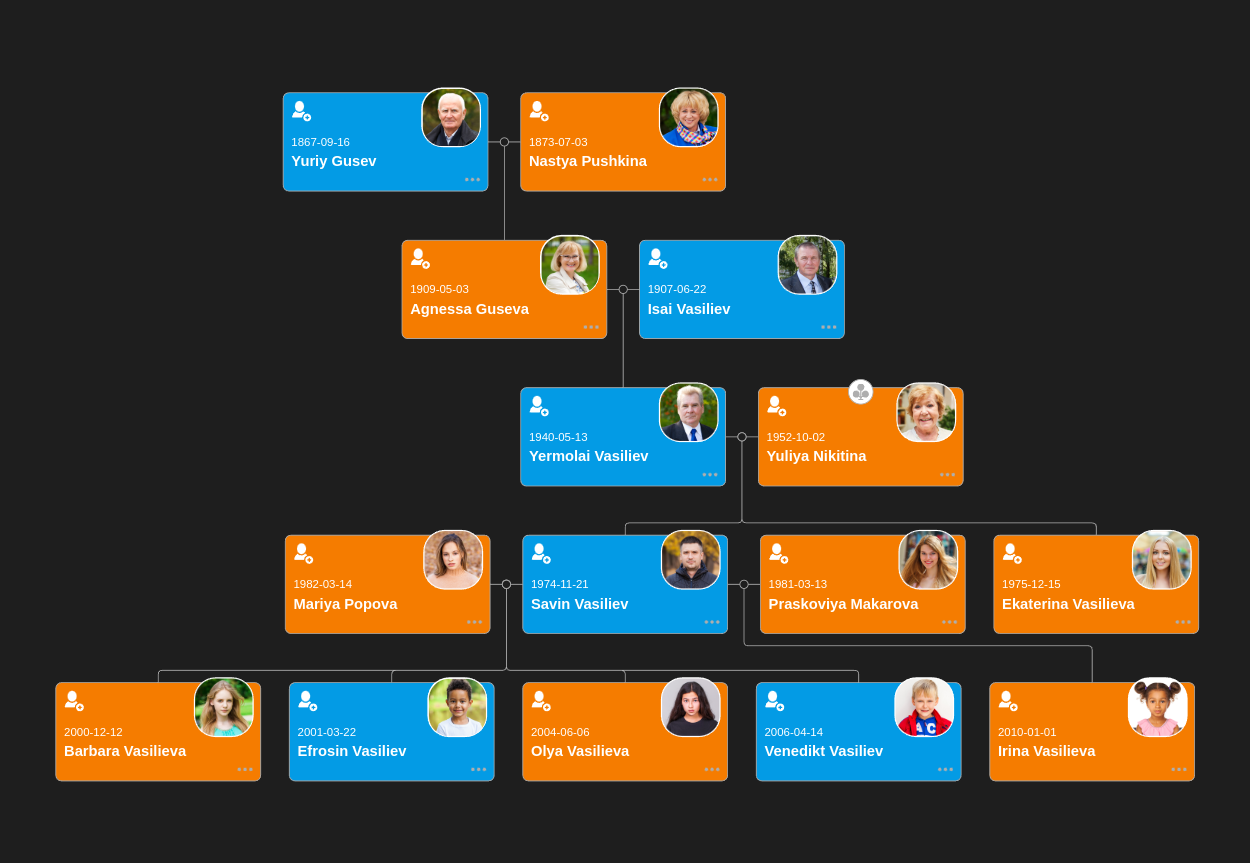 1867-09-16
Yuriy Gusev
1873-07-03
Nastya Pushkina
1909-05-03
Agnessa Guseva
1907-06-22
Isai Vasiliev
1940-05-13
Yermolai Vasiliev
1952-10-02
Yuliya Nikitina
1982-03-14
Mariya Popova
1974-11-21
Savin Vasiliev
1981-03-13
Praskoviya Makarova
1975-12-15
Ekaterina Vasilieva
2000-12-12
Barbara Vasilieva
2001-03-22
Efrosin Vasiliev
2004-06-06
Olya Vasilieva
2006-04-14
Venedikt Vasiliev
AC
2010-01-01
Irina Vasilieva